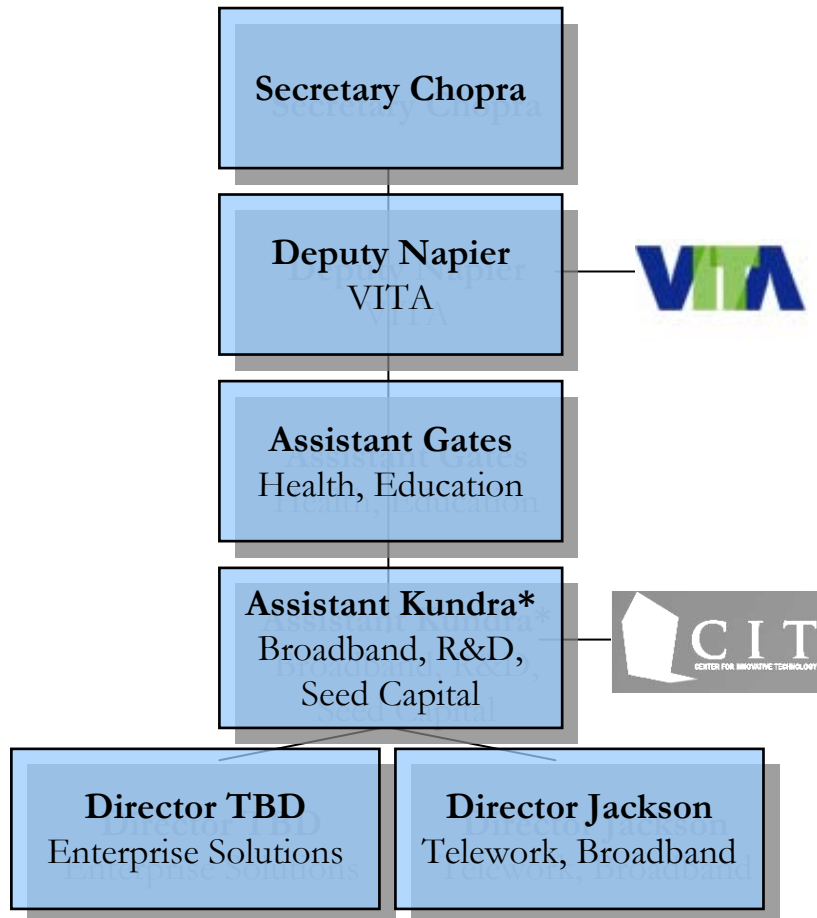 Secretary Chopra
Deputy Napier
VITA
VITA
Assistant Gates
Health, Education
Assistant Kundra*
Broadband, R&D,
Seed Capital
CIT
CENTER FOR INNOVATIVE TECHNOLOGY
Director TBD
Enterprise Solutions
Director Jackson
Telework, Broadband